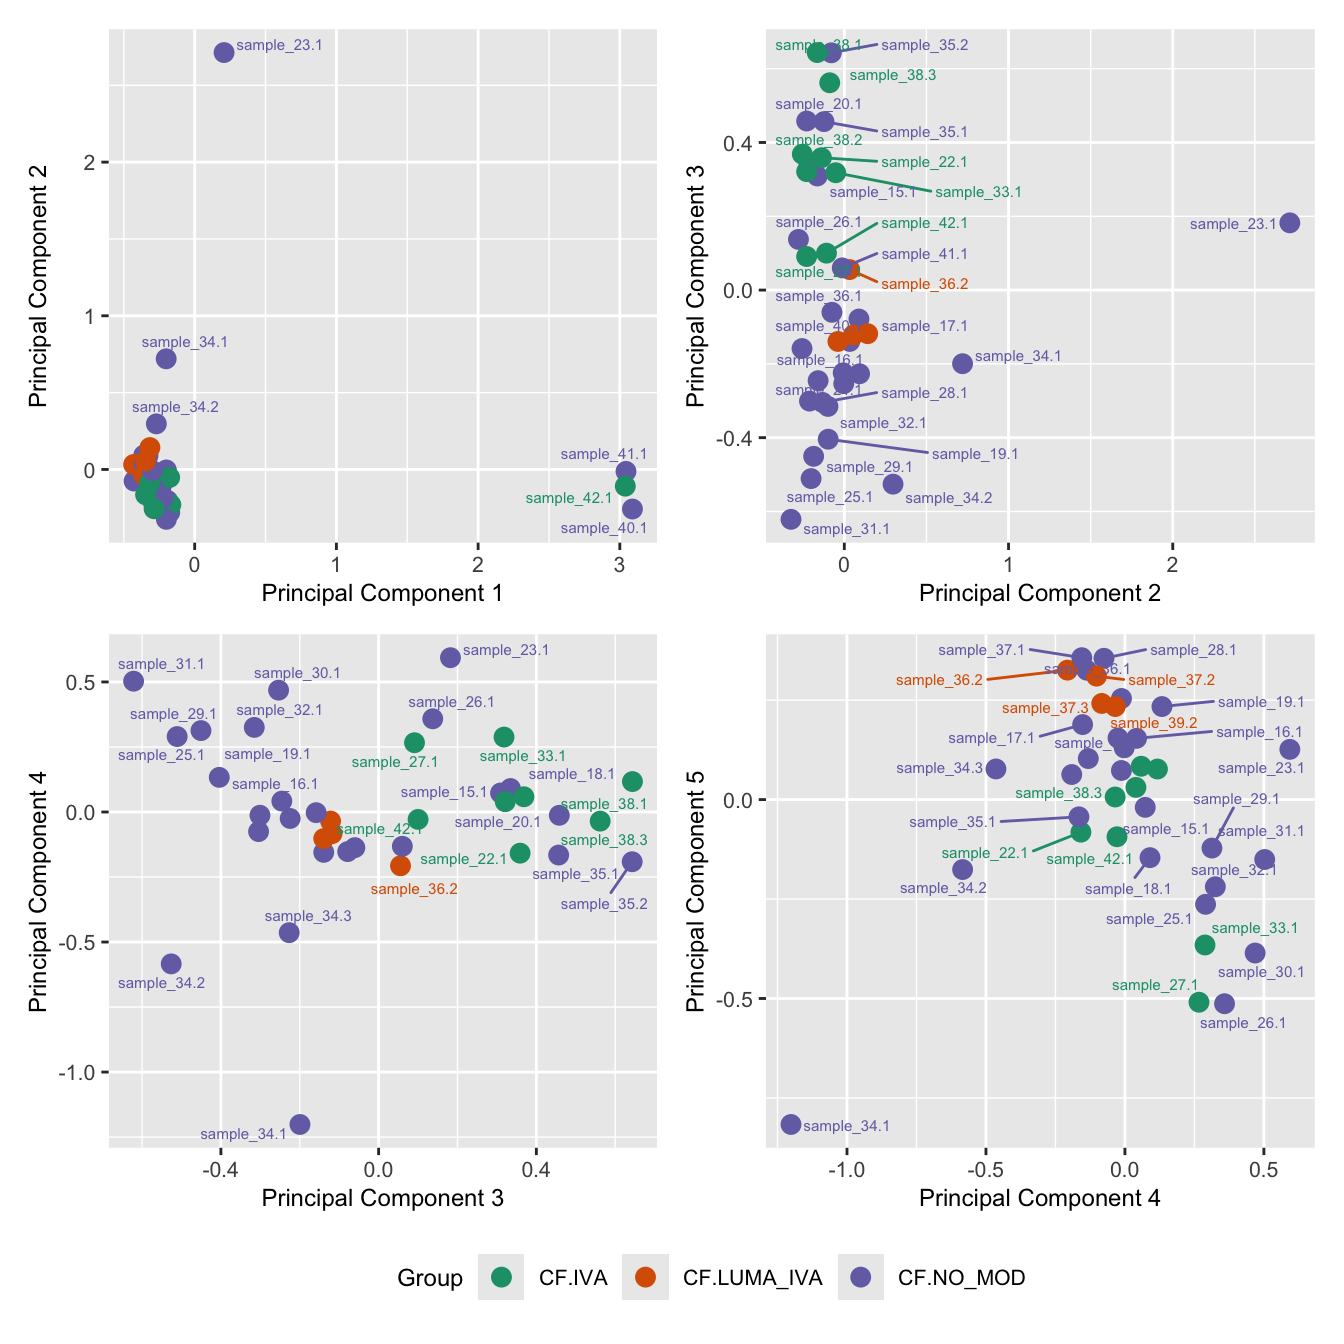 sample_23.1
sample_34.1
sample_34.2
sample_41.1
sample_42.1
sample_40.1
2
1
0
0
1
2
3
Principal Component 1
Principal Component 2
sample_38.1
sample_35.2
sample_38.3
sample_20.1
sample_35.1
sample_38.2
sample_22.1
sample_15.1
sample_33.1
sample_26.1
sample_42.1
sample_23.1
sample_41.1
sample_36.2
sample_36.1
sample_17.1
sample_16.1
sample_34.1
sample_28.1
sample_32.1
sample_19.1
sample_29.1
sample_25.1
sample_34.2
sample_31.1
0.4
0.0
-0.4
0
1
2
Principal Component 2
Principal Component 3
sample_23.1
sample_31.1
sample_30.1
sample_26.1
sample_32.1
sample_29.1
sample_25.1
sample_19.1
sample_33.1
sample_27.1
sample_18.1
sample_16.1
sample_15.1
sample_38.1
sample_20.1
sample_42.1
sample_38.3
sample_22.1
sample_35.1
sample_36.2
sample_35.2
sample_34.3
sample_34.2
sample_34.1
0.5
0.0
-0.5
-1.0
-0.4
0.0
0.4
Principal Component 3
Principal Component 4
sample_37.1
sample_28.1
sample_36.1
sample_36.2
sample_37.2
sample_19.1
sample_37.3
sample_39.2
sample_17.1
sample_16.1
sample_34.3
sample_23.1
sample_38.3
sample_29.1
sample_35.1
sample_15.1
sample_31.1
sample_22.1
sample_42.1
sample_32.1
sample_34.2
sample_18.1
sample_25.1
sample_33.1
sample_30.1
sample_27.1
sample_26.1
sample_34.1
0.0
-0.5
-1.0
-0.5
0.0
0.5
Principal Component 4
Principal Component 5
Group
CF.IVA
CF.LUMA_IVA
CF.NO_MOD